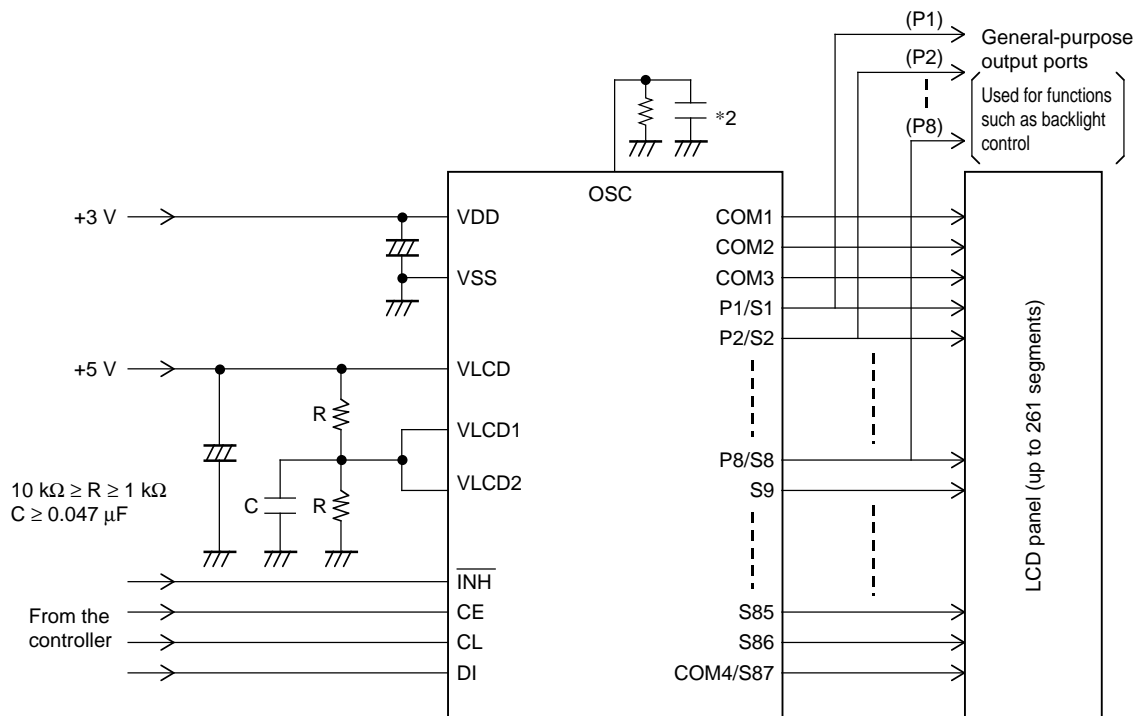 (P1)
General-purpose
output ports
(P2)
Used for functions
such as backlight
control
(P8)
*2
OSC
+3 V
VDD
VSS
+5 V
VLCD
R
VLCD1
VLCD2
C
R
10 kΩ ≥ R ≥ 1 kΩ
C ≥ 0.047 µF
INH
From the
controller
CE
CL
DI
COM1
COM2
COM3
P1/S1
P2/S2
P8/S8
S9
S85
S86
COM4/S87
LCD panel (up to 261 segments)